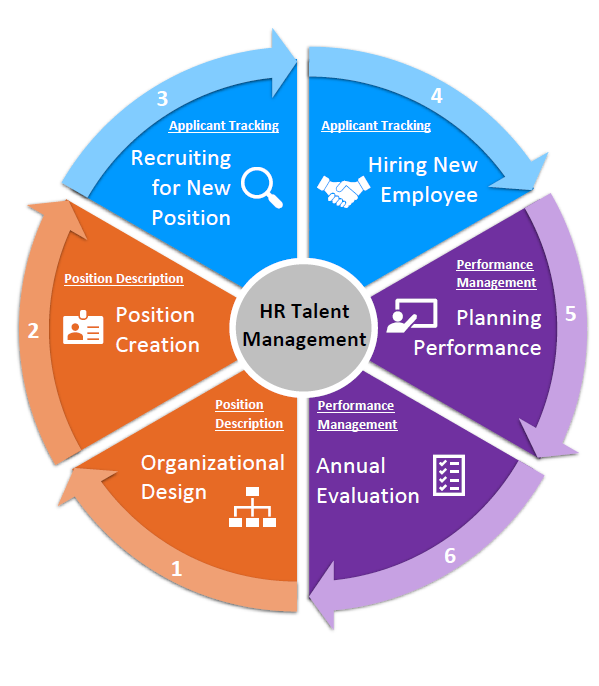 3
Applicant Tracking
Recruiting
for New
Position
4
Applicant Tracking
Hiring New
Employee
Performance
Management
5
Planning
Performance
Position Description
2
Position
Creation
HR Talent
Management
Position
Description
Organizational
Design
1
Performance
Management
Annual
Evaluation
6